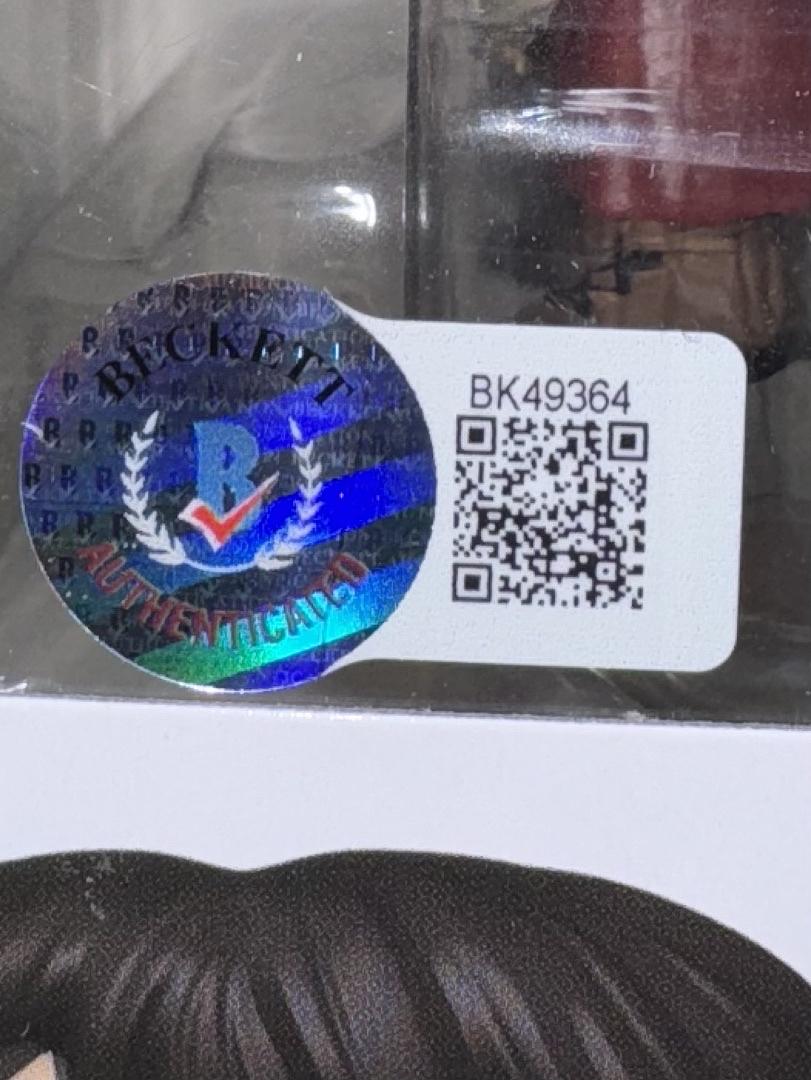 BECKETT
B
AUTHENTICATED
BK49364